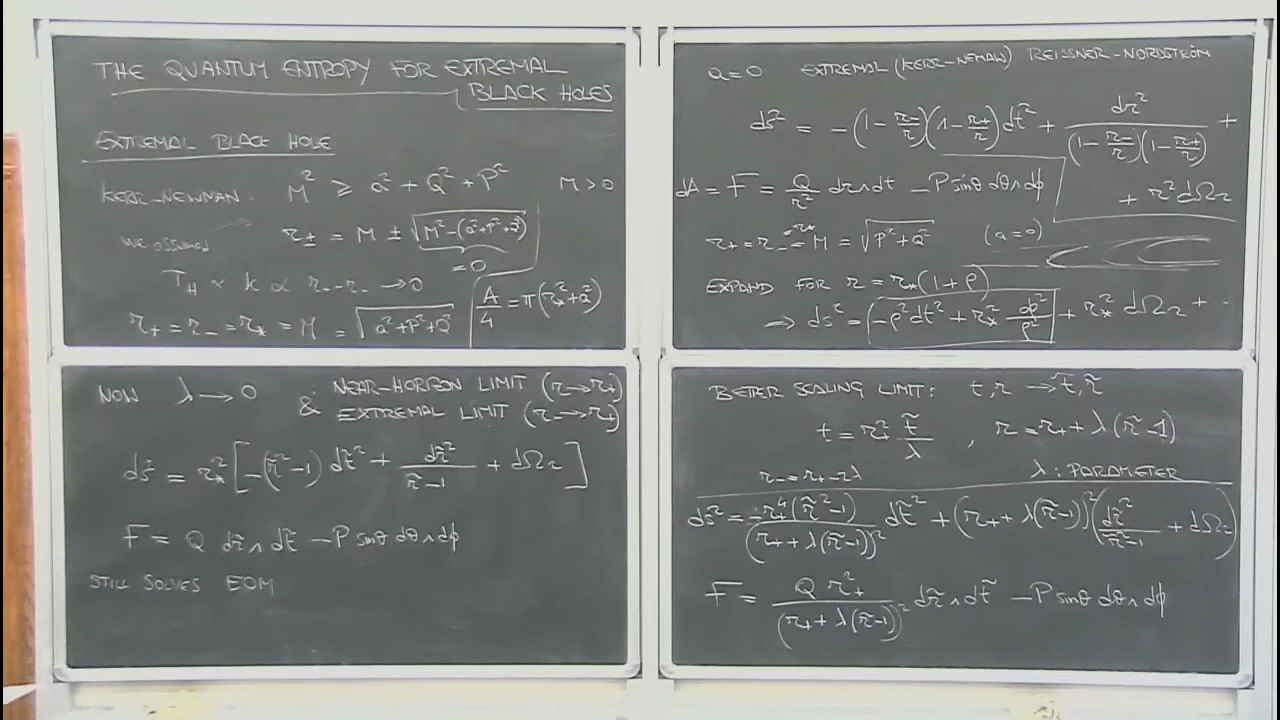 THE QUANTUM ENTROPY FOR EXTREMAL
BLACK HOLES
EXTREMAL BLACK HOLE
KERR-NEWMAN. M² ⩾ a² + Q² + P² M > 0
WE ASSUMED r± = M ± √(M²-(a²+P²+Q²))
= 0
T_H ∝ k ∝ r₊-r₋ → 0
r₊ = r₋ = r* = M = √(a²+P²+Q²) A/4 = π(r*²+a²)
a=0 EXTREMAL (KERR-NEMAN) REISSNER-NORDSTRÖM
ds² = -(1-r₋/r)(1-r₊/r)dt² + dr²/((1-r₋/r)(1-r₊/r)) +
+ r²dΩ₂
dA = F = Q/r² dr∧dt - P sinθ dθ∧dϕ
r₊ = r₋ = r* = M = √(P²+Q²) (a=0)
EXPAND FOR r = r*(1+ρ)
⇒ ds² = -ρ²dt² + r*² dρ²/ρ² + r*² dΩ₂ + ··
NOW λ → 0 : NEAR-HORIZON LIMIT (r→r₊)
& EXTREMAL LIMIT (r₋→r₊)
ds² = r*²[-(r̃²-1) dt̃² + dr̃²/(r̃-1) + dΩ₂]
F = Q dr̃∧dt̃ - P sinθ dθ∧dϕ
STILL SOLVES EOM
BETTER SCALING LIMIT: t, r → t̃, r̃
t = r₊² t̃/λ , r = r₊ + λ(r̃-1)
r₋ = r₊-2λ λ: PARAMETER
ds² = -r₊⁴(r̃²-1)/(r₊+λ(r̃-1))² dt̃² + (r₊+λ(r̃-1))²(dr̃²/(r̃²-1) + dΩ₂)
F = Q r₊²/(r₊+λ(r̃-1))² dr̃∧dt̃ - P sinθ dθ∧dϕ